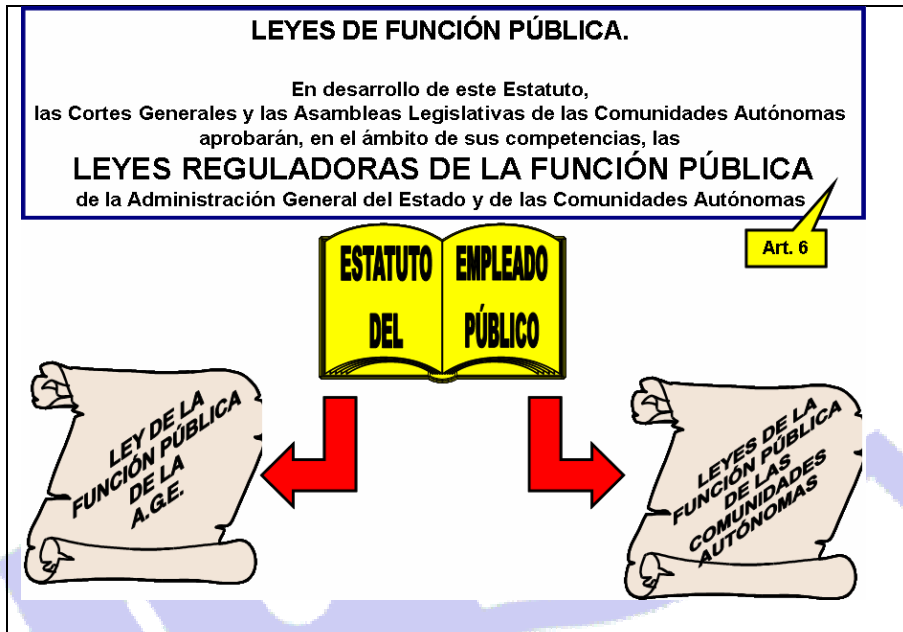 LEYES DE FUNCIÓN PÚBLICA.
En desarrollo de este Estatuto,
las Cortes Generales y las Asambleas Legislativas de las Comunidades Autónomas
aprobarán, en el ámbito de sus competencias, las
LEYES REGULADORAS DE LA FUNCIÓN PÚBLICA
de la Administración General del Estado y de las Comunidades Autónomas
Art. 6
ESTATUTO EMPLEADO
DEL PÚBLICO
LEY DE LA
FUNCIÓN PÚBLICA
DE LA
A.G.E.
LEYES DE LA
FUNCIÓN PÚBLICA
DE LAS
COMUNIDADES
AUTÓNOMAS